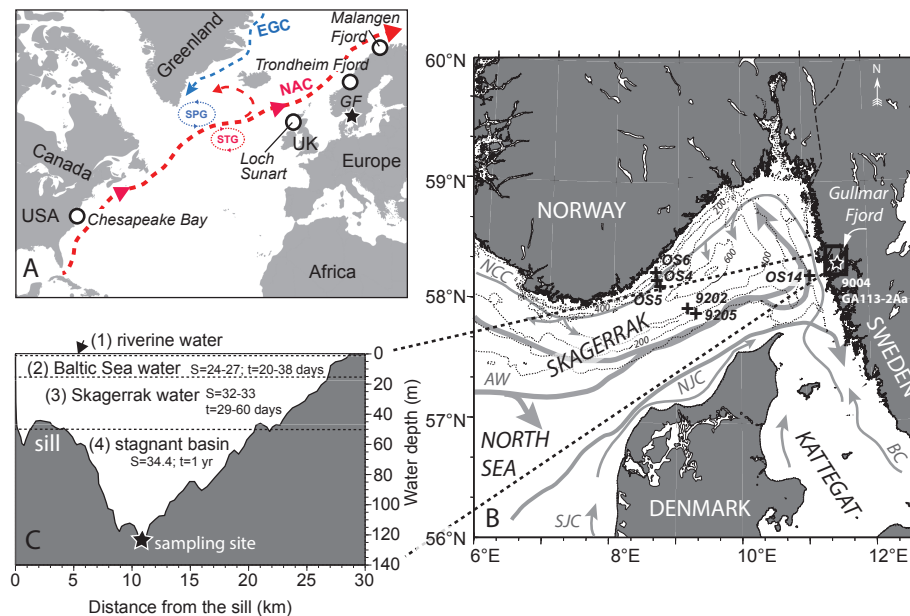 Malangen
Fjord
Greenland
EGC
Trondheim Fjord
NAC
GF
SPG
STG
UK
Loch
Sunart
Canada
Europe
USA
Chesapeake Bay
Africa
A
(1) riverine water
(2) Baltic Sea water S=24-27; t=20-38 days
(3) Skagerrak water S=32-33
t=29-60 days
sill
(4) stagnant basin
S=34.4; t=1 yr
C
sampling site
0
20
40
60
80
100
120
140
Water depth (m)
0 5 10 15 20 25 30
Distance from the sill (km)
60°N
59°N
58°N
57°N
56°N
N
NORWAY
Gullmar
Fjord
700
600
400
400
200
NCC
OS6
OS4
OS5
OS14
9202
9205
9004
GA113-2Aa
SKAGERRAK
SWEDEN
AW
NJC
NORTH
SEA
KATTEGAT
BC
SJC
DENMARK
B
6°E 8°E 10°E 12°E